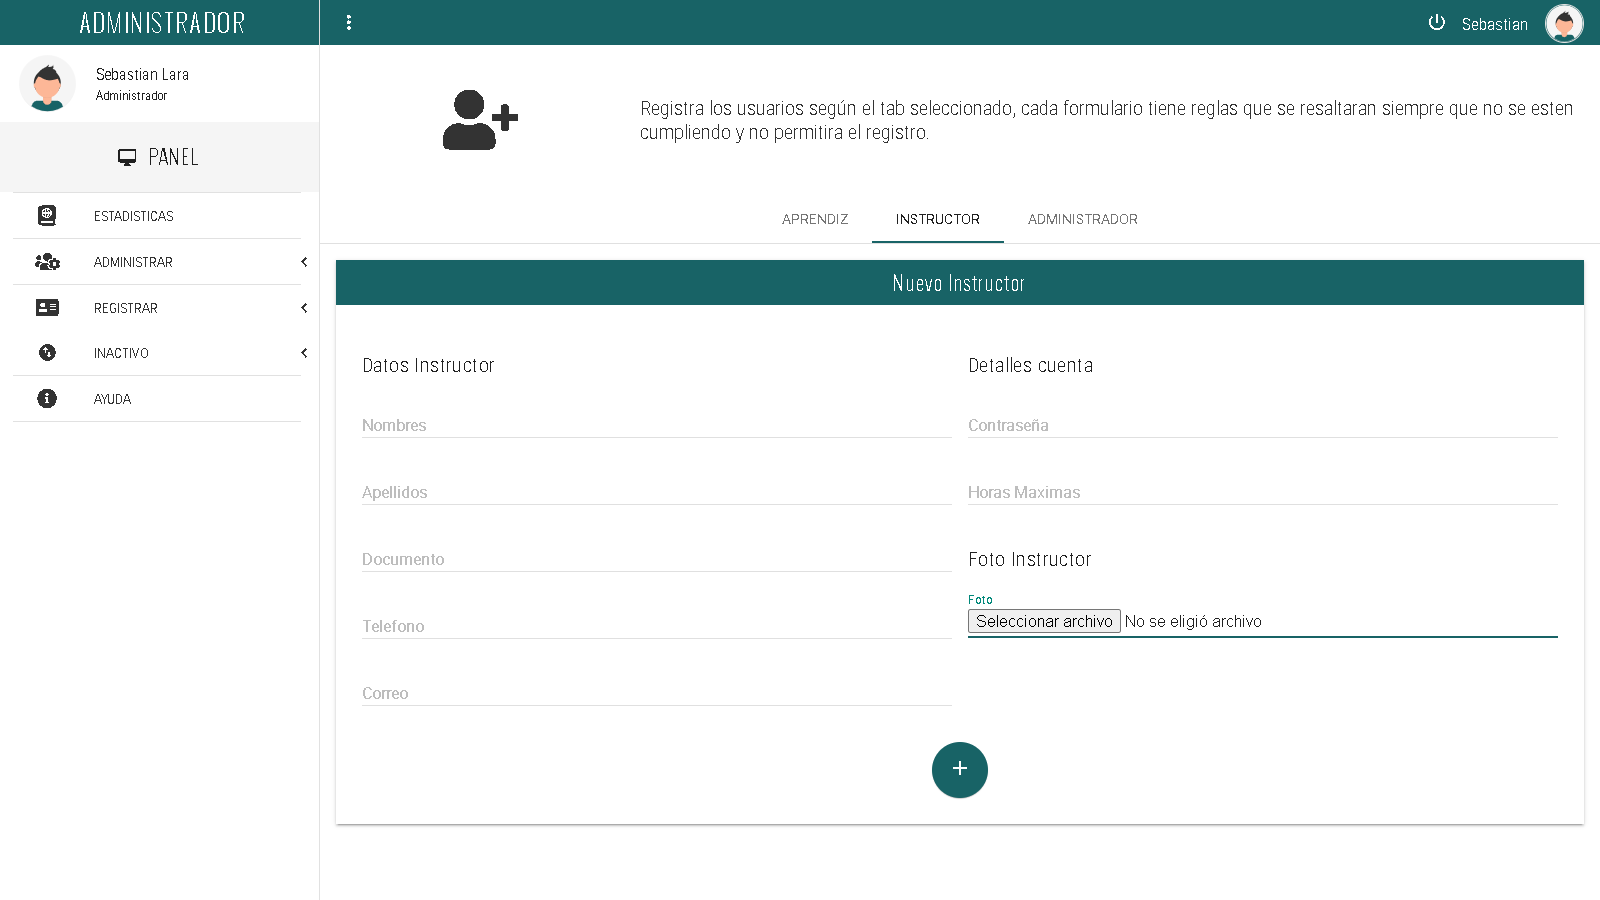 ADMINISTRADOR
Sebastian
Sebastian Lara
Administrador
PANEL
ESTADISTICAS
ADMINISTRAR
REGISTRAR
INACTIVO
AYUDA
Registra los usuarios según el tab seleccionado, cada formulario tiene reglas que se resaltaran siempre que no se esten
cumpliendo y no permitira el registro.
APRENDIZ INSTRUCTOR ADMINISTRADOR
Nuevo Instructor
Datos Instructor
Nombres
Apellidos
Documento
Telefono
Correo
Detalles cuenta
Contraseña
Horas Maximas
Foto Instructor
Foto
Seleccionar archivo No se eligió archivo